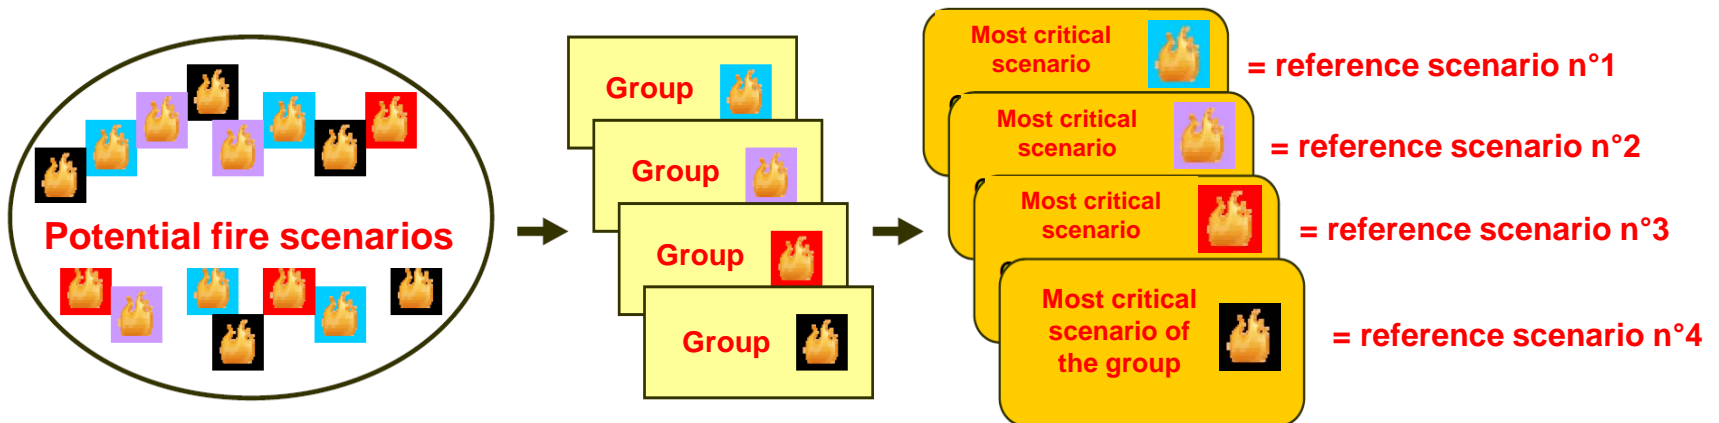 Potential fire scenarios
Group
Group
Group
Group
Most critical
scenario
= reference scenario n°1
Most critical
scenario
= reference scenario n°2
Most critical
scenario
= reference scenario n°3
Most critical
scenario of
the group
= reference scenario n°4